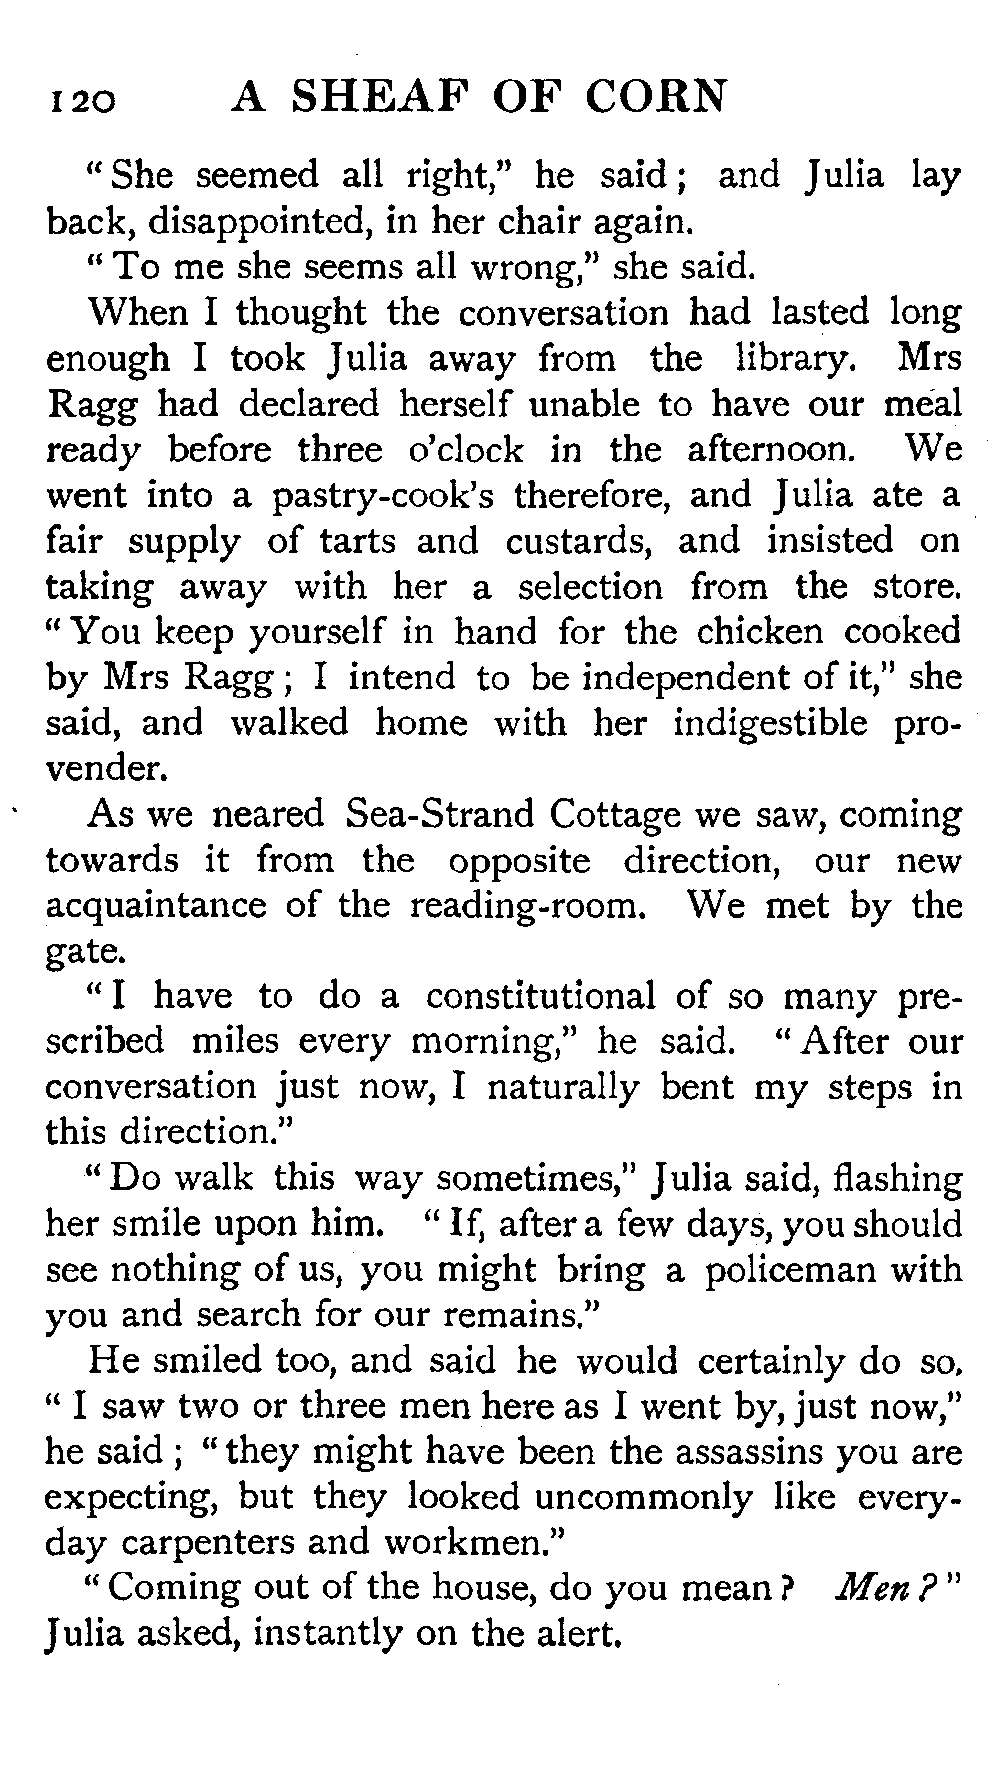 120 A SHEAF OF CORN
"She seemed all right," he said; and Julia lay
back, disappointed, in her chair again.
"To me she seems all wrong," she said.
When I thought the conversation had lasted long
enough I took Julia away from the library. Mrs
Ragg had declared herself unable to have our meal
ready before three o'clock in the afternoon. We
went into a pastry-cook's therefore, and Julia ate a
fair supply of tarts and custards, and insisted on
taking away with her a selection from the store.
"You keep yourself in hand for the chicken cooked
by Mrs Ragg; I intend to be independent of it," she
said, and walked home with her indigestible pro-
vender.
As we neared Sea-Strand Cottage we saw, coming
towards it from the opposite direction, our new
acquaintance of the reading-room. We met by the
gate.
"I have to do a constitutional of so many pre-
scribed miles every morning," he said. "After our
conversation just now, I naturally bent my steps in
this direction."
"Do walk this way sometimes," Julia said, flashing
her smile upon him. "If, after a few days, you should
see nothing of us, you might bring a policeman with
you and search for our remains."
He smiled too, and said he would certainly do so.
"I saw two or three men here as I went by, just now,"
he said; "they might have been the assassins you are
expecting, but they looked uncommonly like every-
day carpenters and workmen."
"Coming out of the house, do you mean? Men?"
Julia asked, instantly on the alert.